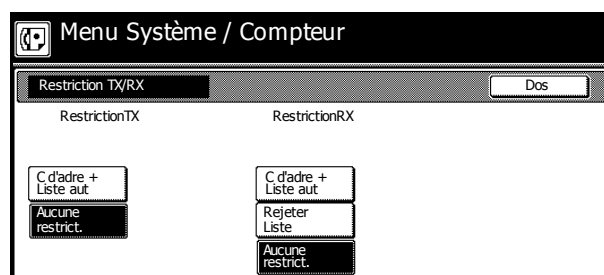 Menu Système / Compteur
Restriction TX/RX
Dos
RestrictionTX
RestrictionRX
C d'adre +
Liste aut
Aucune
restrict.
C d'adre +
Liste aut
Rejeter
Liste
Aucune
restrict.